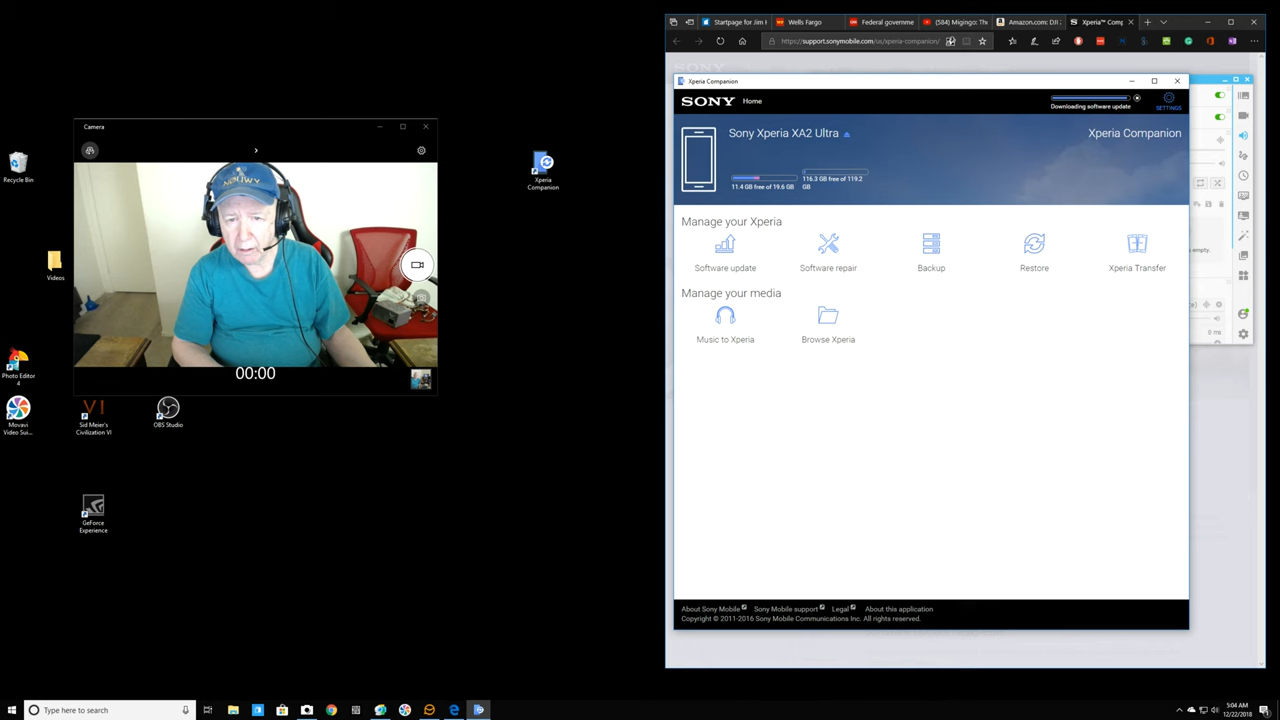 Startpage for Jim
Wells Fargo
Federal governme
(584) Migingo: The
Amazon.com: DJI
Xperia™ Comp
https://support.sonymobile.com/us/xperia-companion/
Xperia Companion
SONY
Home
Downloading software update
SETTINGS
Sony Xperia XA2 Ultra
Xperia Companion
11.4 GB free of 19.6 GB
116.3 GB free of 119.2
GB
Manage your Xperia
Software update
Software repair
Backup
Restore
Xperia Transfer
Manage your media
Music to Xperia
Browse Xperia
About Sony Mobile
Sony Mobile support
Legal
About this application
Copyright © 2011-2016 Sony Mobile Communications Inc. All rights reserved.
empty.
0 ms
Camera
00:00
Recycle Bin
Xperia
Companion
Videos
Photo Editor
4
Movavi
Video Sui...
Sid Meier's
Civilization VI
OBS Studio
GeForce
Experience
Type here to search
5:04 AM
12/22/2018